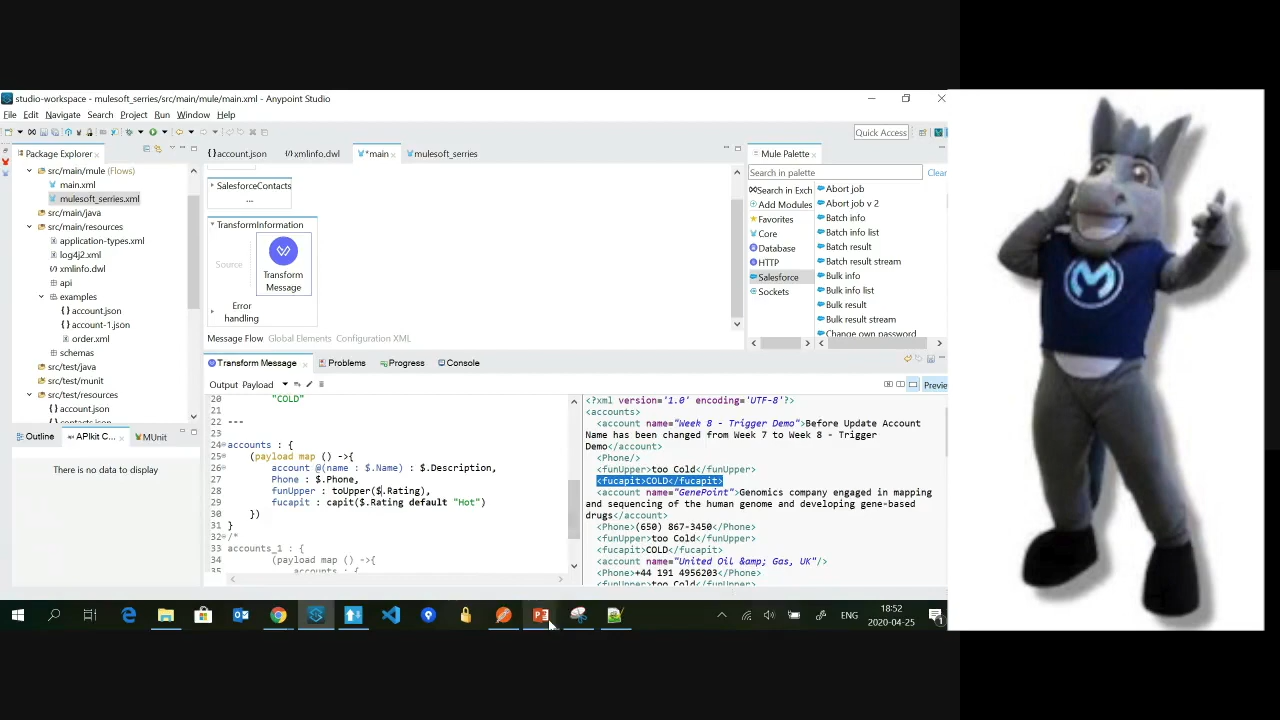 studio-workspace - mulesoft_serries/src/main/mule/main.xml - Anypoint Studio
File Edit Navigate Search Project Run Window Help
Quick Access
Package Explorer
src/main/mule (Flows)
main.xml
mulesoft_serries.xml
src/main/java
src/main/resources
application-types.xml
log4j2.xml
xmlinfo.dwl
api
examples
account.json
account-1.json
order.xml
schemas
src/test/java
src/test/munit
src/test/resources
account.json
Outline
APIkit C...
MUnit
There is no data to display
account.json
xmlinfo.dwl
*main
mulesoft_serries
SalesforceContacts
...
TransformInformation
Source
Transform
Message
Error
handling
Message Flow Global Elements Configuration XML
Mule Palette
Search in palette
Clear
Search in Exch
Add Modules
Favorites
Core
Database
HTTP
Salesforce
Sockets
Abort job
Abort job v 2
Batch info
Batch info list
Batch result
Batch result stream
Bulk info
Bulk info list
Bulk result
Bulk result stream
Change own password
Transform Message
Problems
Progress
Console
Output Payload
Preview
20 "COLD"
21
22 ---
23
24 accounts : {
25 (payload map () ->{
26 account @(name : $.Name) : $.Description,
27 Phone : $.Phone,
28 funUpper : toUpper($.Rating),
29 fucapit : capit($.Rating default "Hot")
30 })
31 }
32 /*
33 accounts_1 : {
34 (payload map () ->{
35 accounts : {
<?xml version='1.0' encoding='UTF-8'?>
<accounts>
<account name="Week 8 - Trigger Demo">Before Update Account
Name has been changed from Week 7 to Week 8 - Trigger
Demo</account>
<Phone/>
<funUpper>too Cold</funUpper>
<fucapit>COLD</fucapit>
<account name="GenePoint">Genomics company engaged in mapping
and sequencing of the human genome and developing gene-based
drugs</account>
<Phone>(650) 867-3450</Phone>
<funUpper>too Cold</funUpper>
<fucapit>COLD</fucapit>
<account name="United Oil &amp; Gas, UK"/>
<Phone>+44 191 4956203</Phone>
<funUpper>too Cold</funUpper>
ENG
18:52
2020-04-25